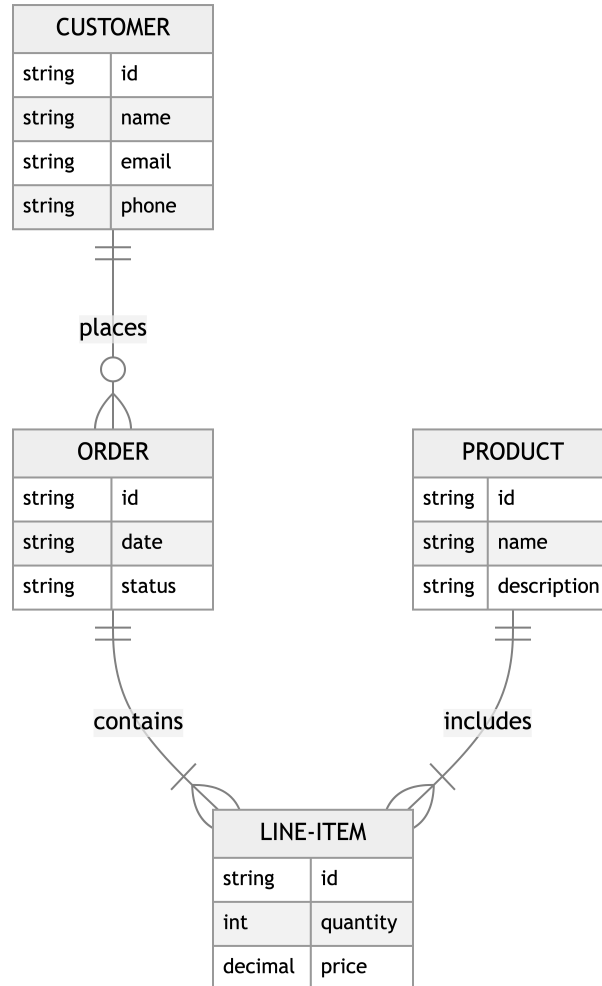 CUSTOMER
string id
string name
string email
string phone
places
ORDER
string id
string date
string status
PRODUCT
string id
string name
string description
contains
includes
LINE-ITEM
string id
int quantity
decimal price